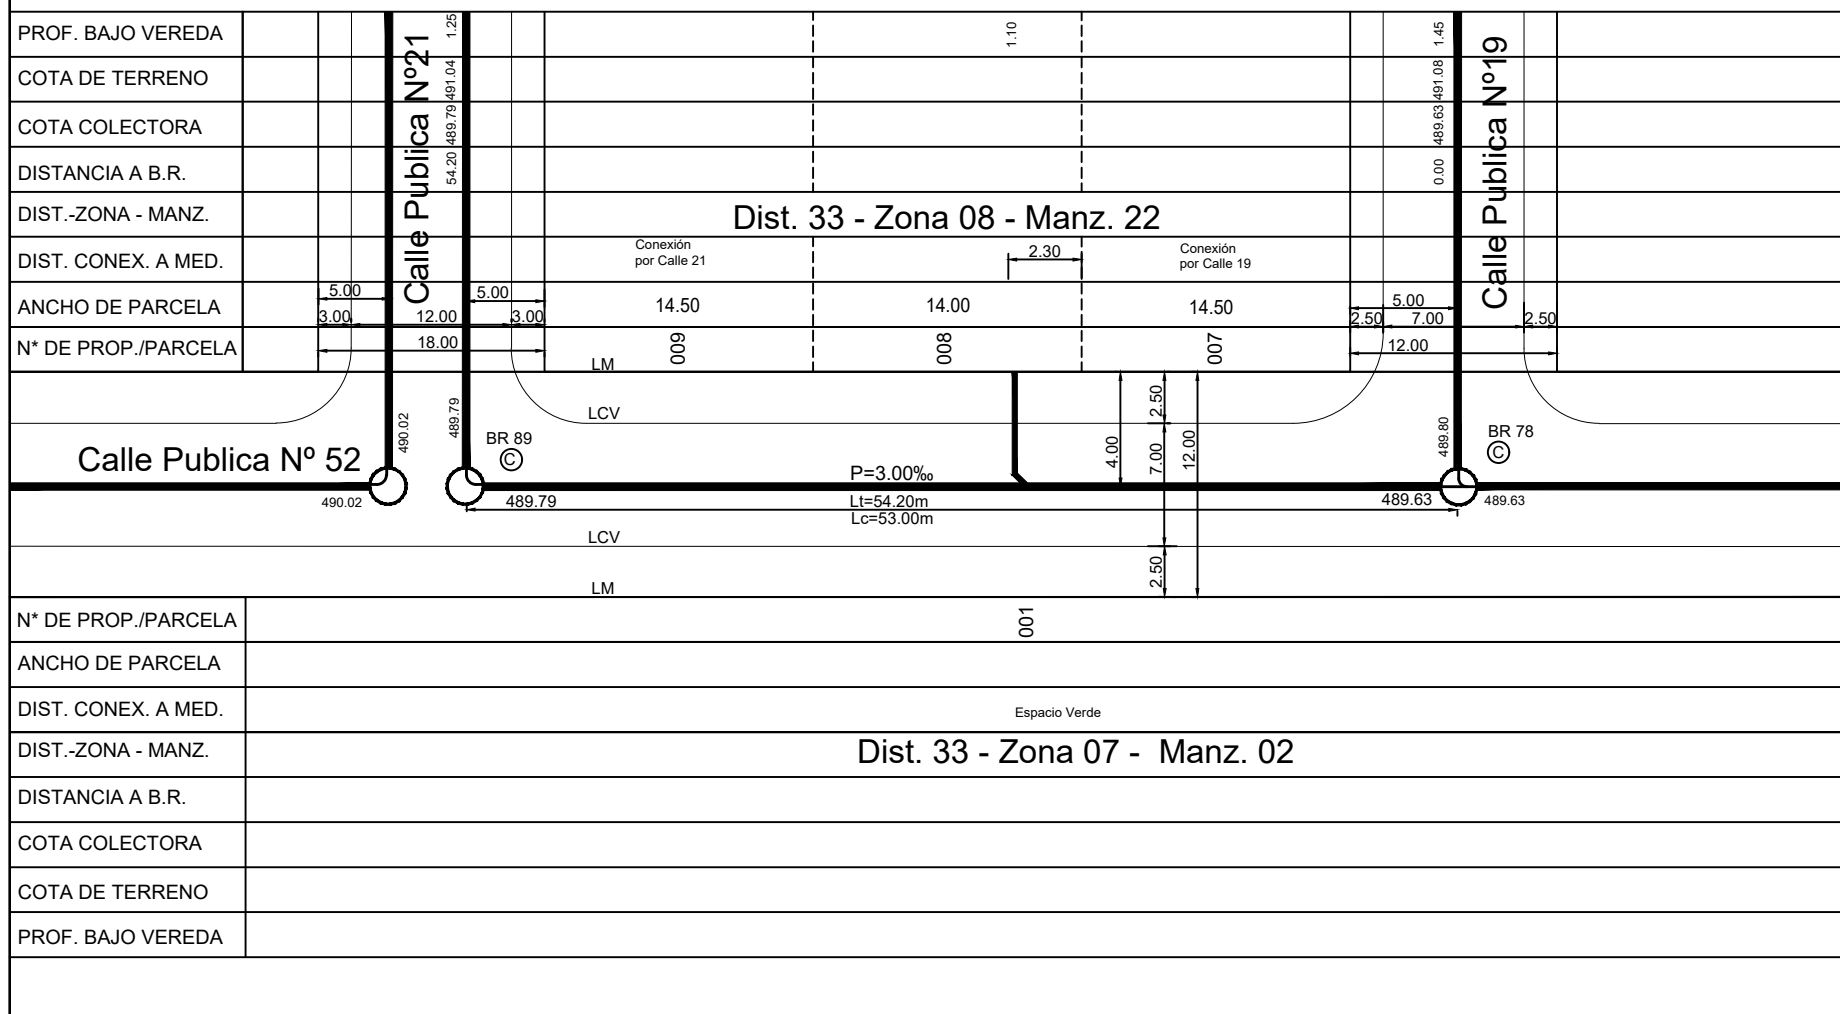 PROF. BAJO VEREDA
1.25
1.10
1.45
COTA DE TERRENO
491.04
491.08
COTA COLECTORA
489.79
489.63
DISTANCIA A B.R.
54.20
0.00
Calle Publica Nº21
Calle Publica Nº19
DIST.-ZONA - MANZ.
Dist. 33 - Zona 08 - Manz. 22
DIST. CONEX. A MED.
Conexión
por Calle 21
2.30
Conexión
por Calle 19
ANCHO DE PARCELA
5.00
5.00
14.50
14.00
14.50
5.00
3.00
12.00
3.00
2.50
7.00
2.50
N* DE PROP./PARCELA
18.00
009
008
007
12.00
LM
LCV
490.02
489.79
BR 89
C
4.00
2.50
7.00
12.00
489.80
BR 78
C
Calle Publica Nº 52
P=3.00‰
490.02
489.79
Lt=54.20m
489.63
489.63
Lc=53.00m
LCV
2.50
LM
N* DE PROP./PARCELA
001
ANCHO DE PARCELA
DIST. CONEX. A MED.
Espacio Verde
DIST.-ZONA - MANZ.
Dist. 33 - Zona 07 - Manz. 02
DISTANCIA A B.R.
COTA COLECTORA
COTA DE TERRENO
PROF. BAJO VEREDA